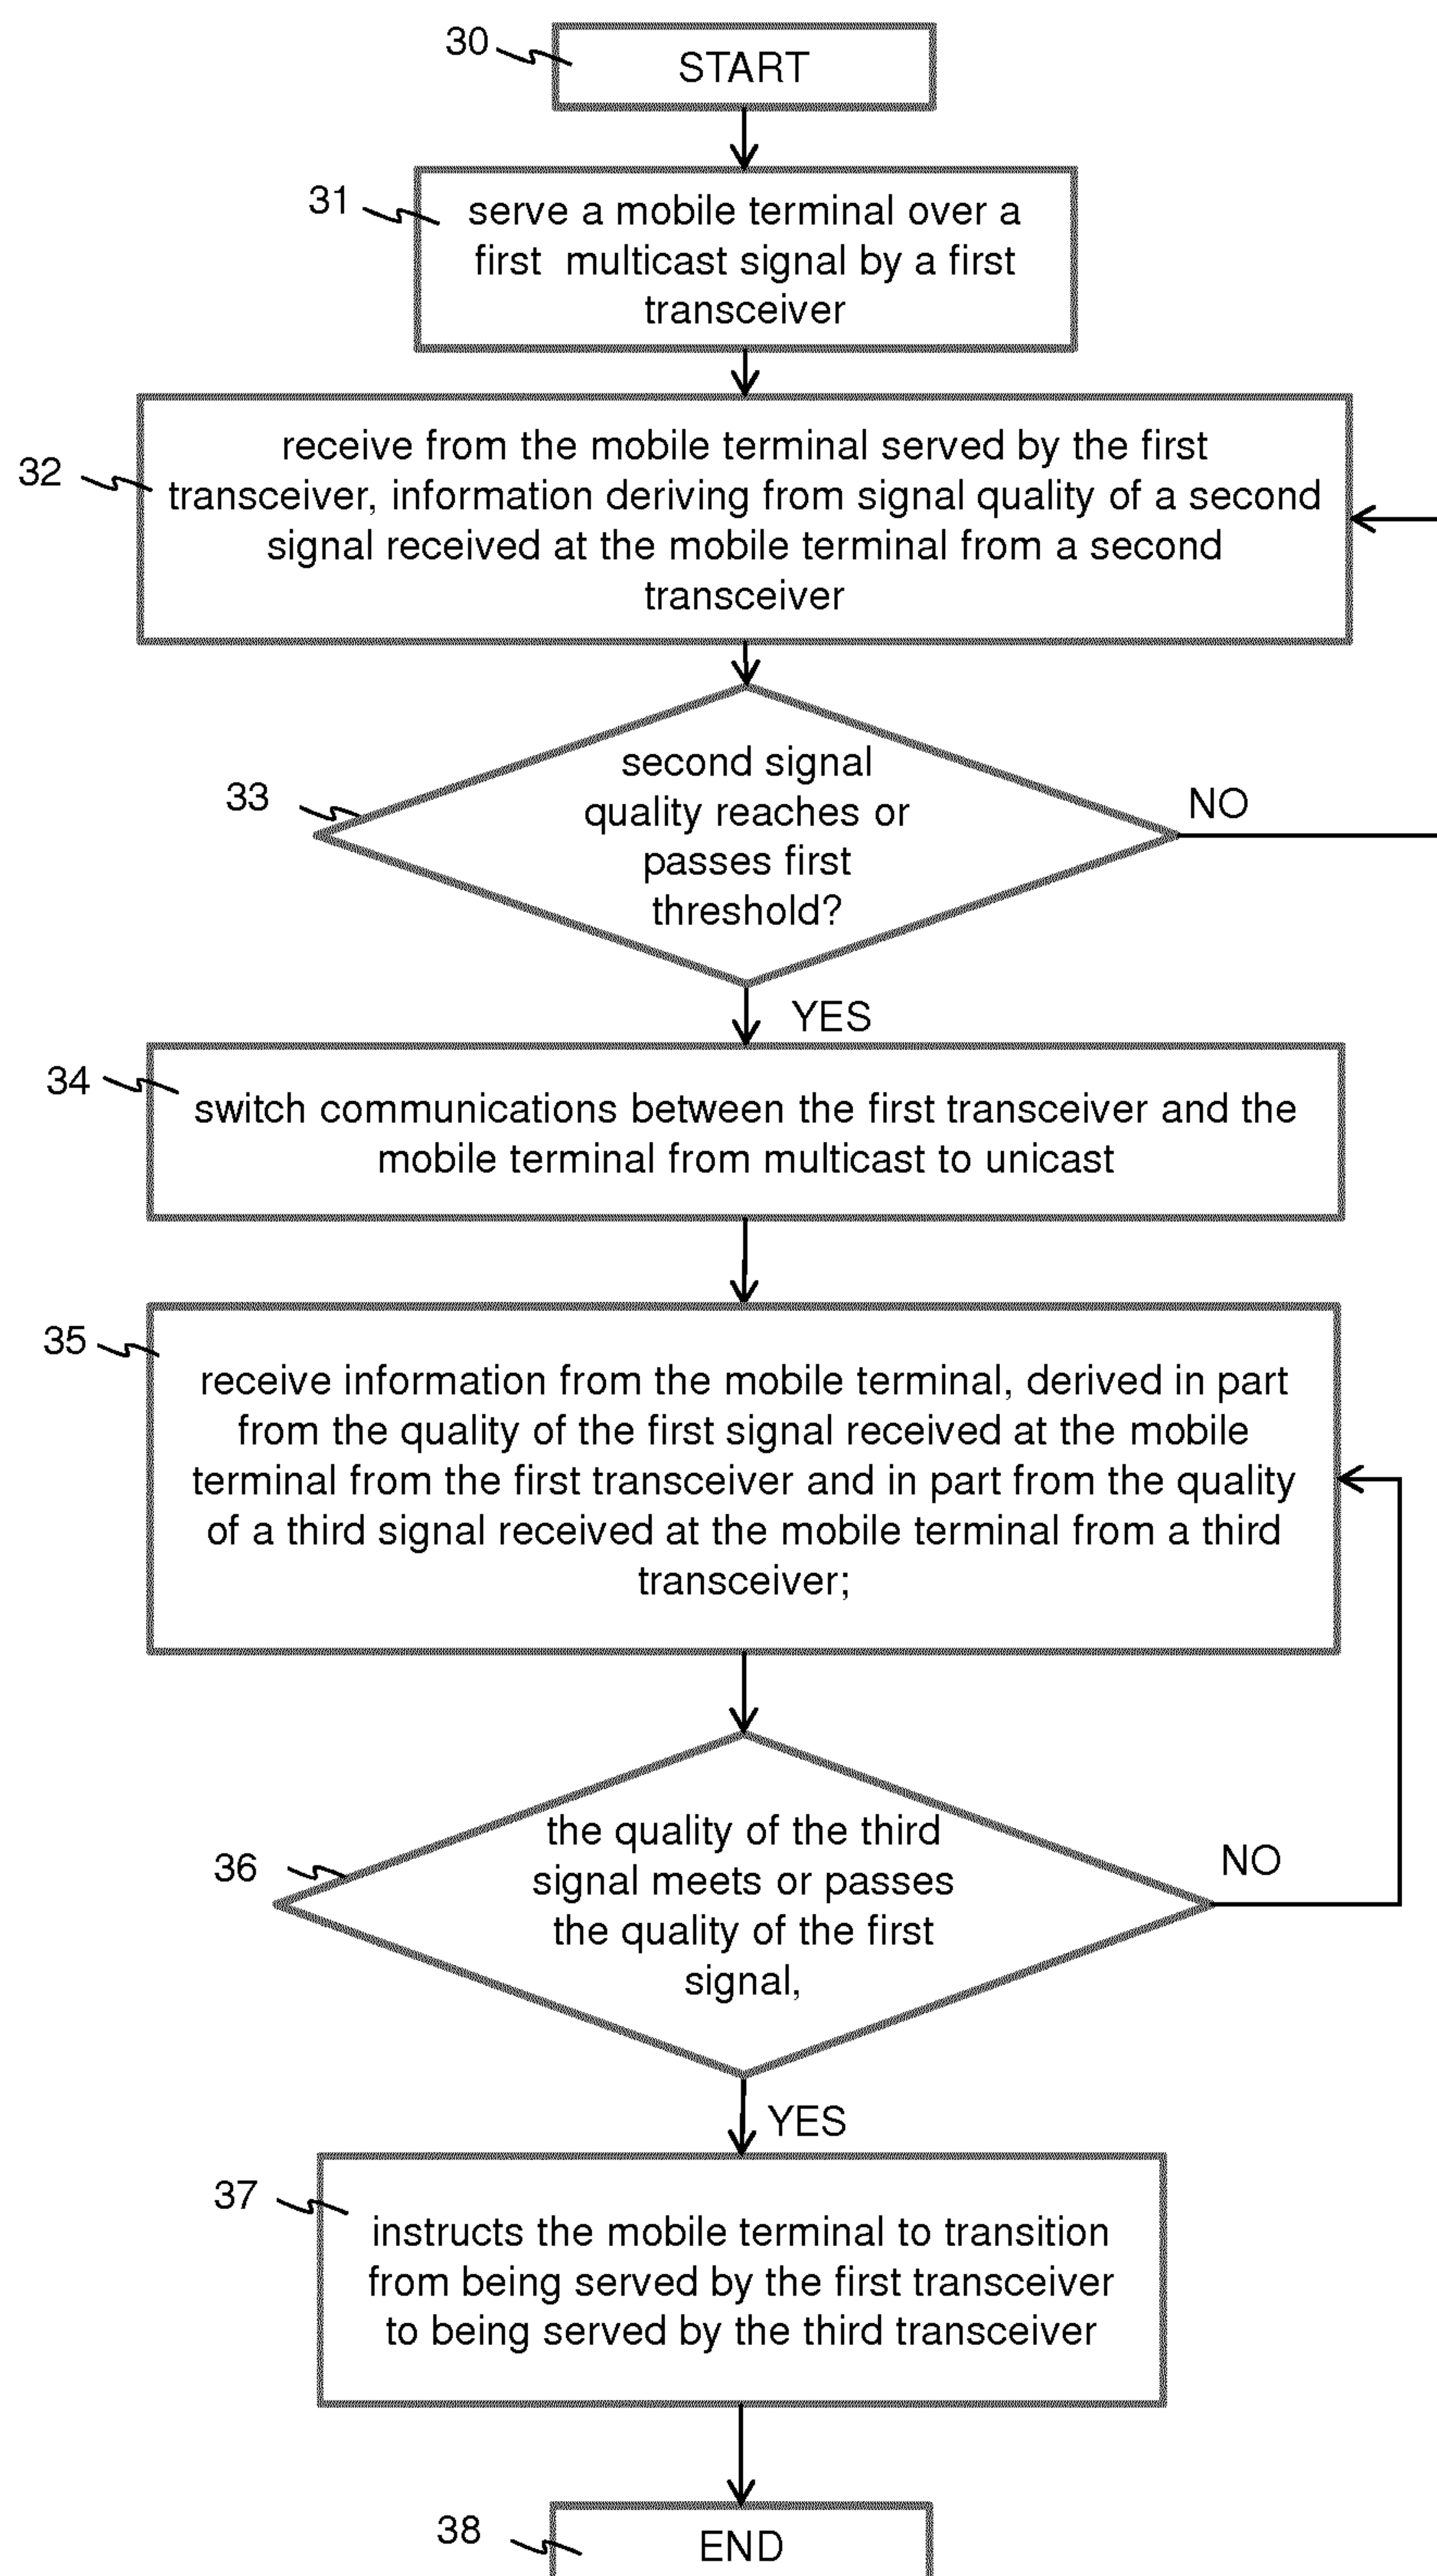 30
START
31
serve a mobile terminal over a
first multicast signal by a first
transceiver
32
receive from the mobile terminal served by the first
transceiver, information deriving from signal quality of a second
signal received at the mobile terminal from a second
transceiver
33
second signal
quality reaches or
passes first
threshold?
NO
YES
34
switch communications between the first transceiver and the
mobile terminal from multicast to unicast
35
receive information from the mobile terminal, derived in part
from the quality of the first signal received at the mobile
terminal from the first transceiver and in part from the quality
of a third signal received at the mobile terminal from a third
transceiver;
36
the quality of the third
signal meets or passes
the quality of the first
signal,
NO
YES
37
instructs the mobile terminal to transition
from being served by the first transceiver
to being served by the third transceiver
38
END